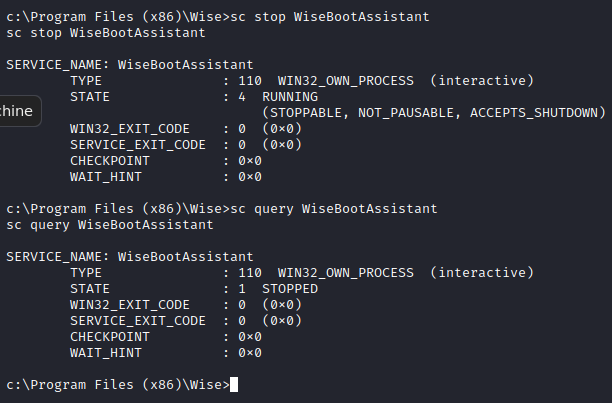 c:\Program Files (x86)\Wise>sc stop WiseBootAssistant
sc stop WiseBootAssistant
SERVICE_NAME: WiseBootAssistant
TYPE : 110 WIN32_OWN_PROCESS (interactive)
STATE : 4 RUNNING
(STOPPABLE, NOT_PAUSABLE, ACCEPTS_SHUTDOWN)
chine
WIN32_EXIT_CODE : 0 (0×0)
SERVICE_EXIT_CODE : 0 (0×0)
CHECKPOINT : 0×0
WAIT_HINT : 0×0
c:\Program Files (x86)\Wise>sc query WiseBootAssistant
sc query WiseBootAssistant
SERVICE_NAME: WiseBootAssistant
TYPE : 110 WIN32_OWN_PROCESS (interactive)
STATE : 1 STOPPED
WIN32_EXIT_CODE : 0 (0×0)
SERVICE_EXIT_CODE : 0 (0×0)
CHECKPOINT : 0×0
WAIT_HINT : 0×0
c:\Program Files (x86)\Wise>